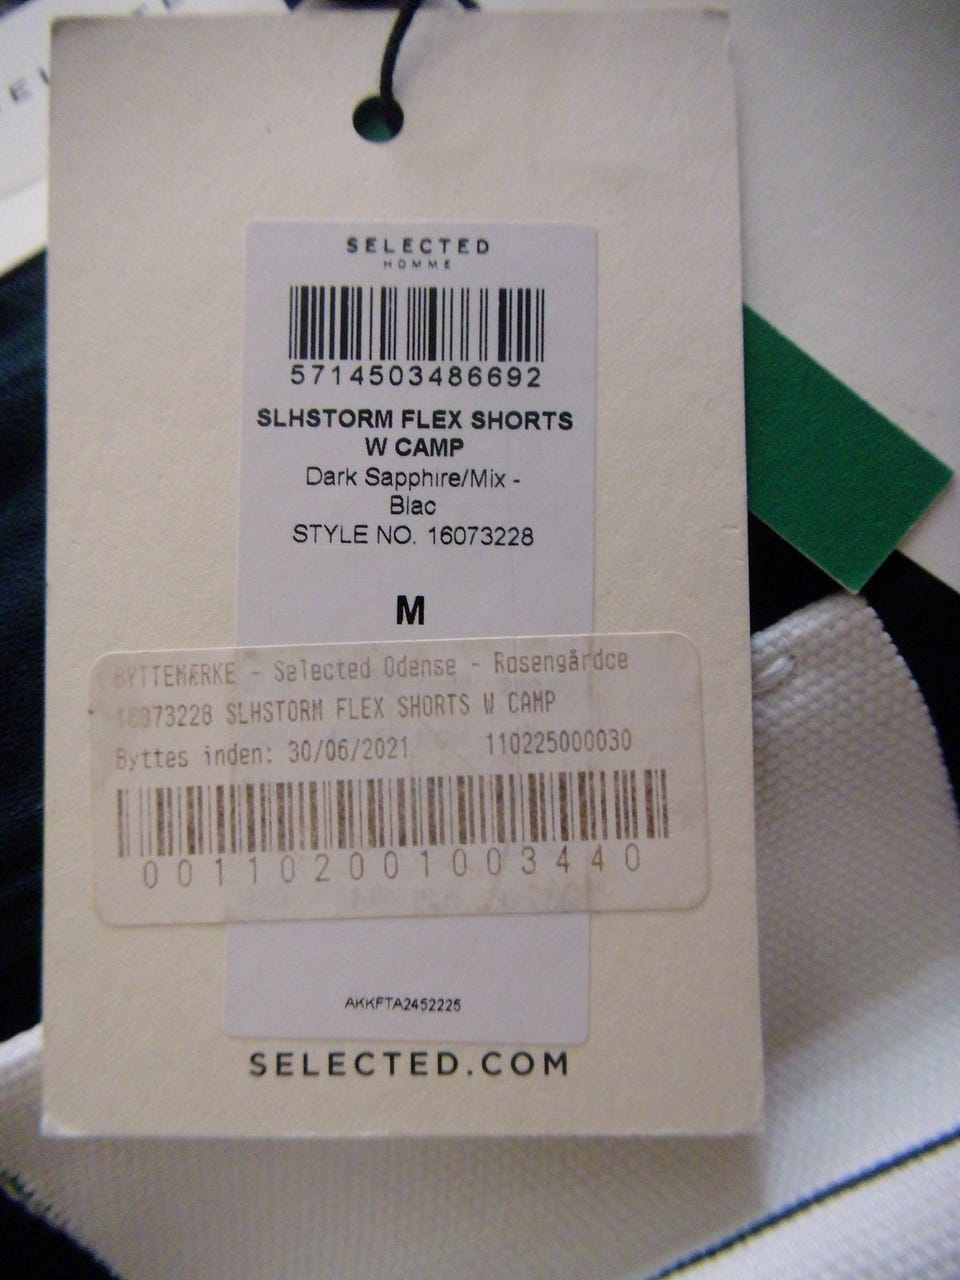 SELECTED
HOMME
5714503486692
SLHSTORM FLEX SHORTS
W CAMP
Dark Sapphire/Mix -
Blac
STYLE NO. 16073228
M
BYTTEMÆRKE - Selected Odense - Rosengårdce
16073228 SLHSTORM FLEX SHORTS W CAMP
Byttes inden: 30/06/2021 110225000030
001102001003440
AKKFTA2452225
SELECTED.COM